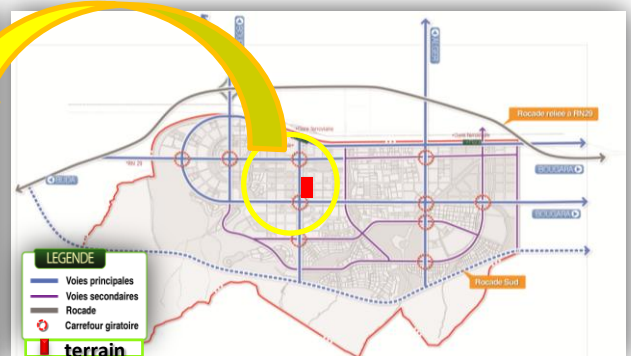 Rocade reliée à RN29
BOUGARA
BLIDA
BOUGARA
Rocade Sud
LEGENDE
Voies principales
Voies secondaires
Rocade
Carrefour giratoire
terrain